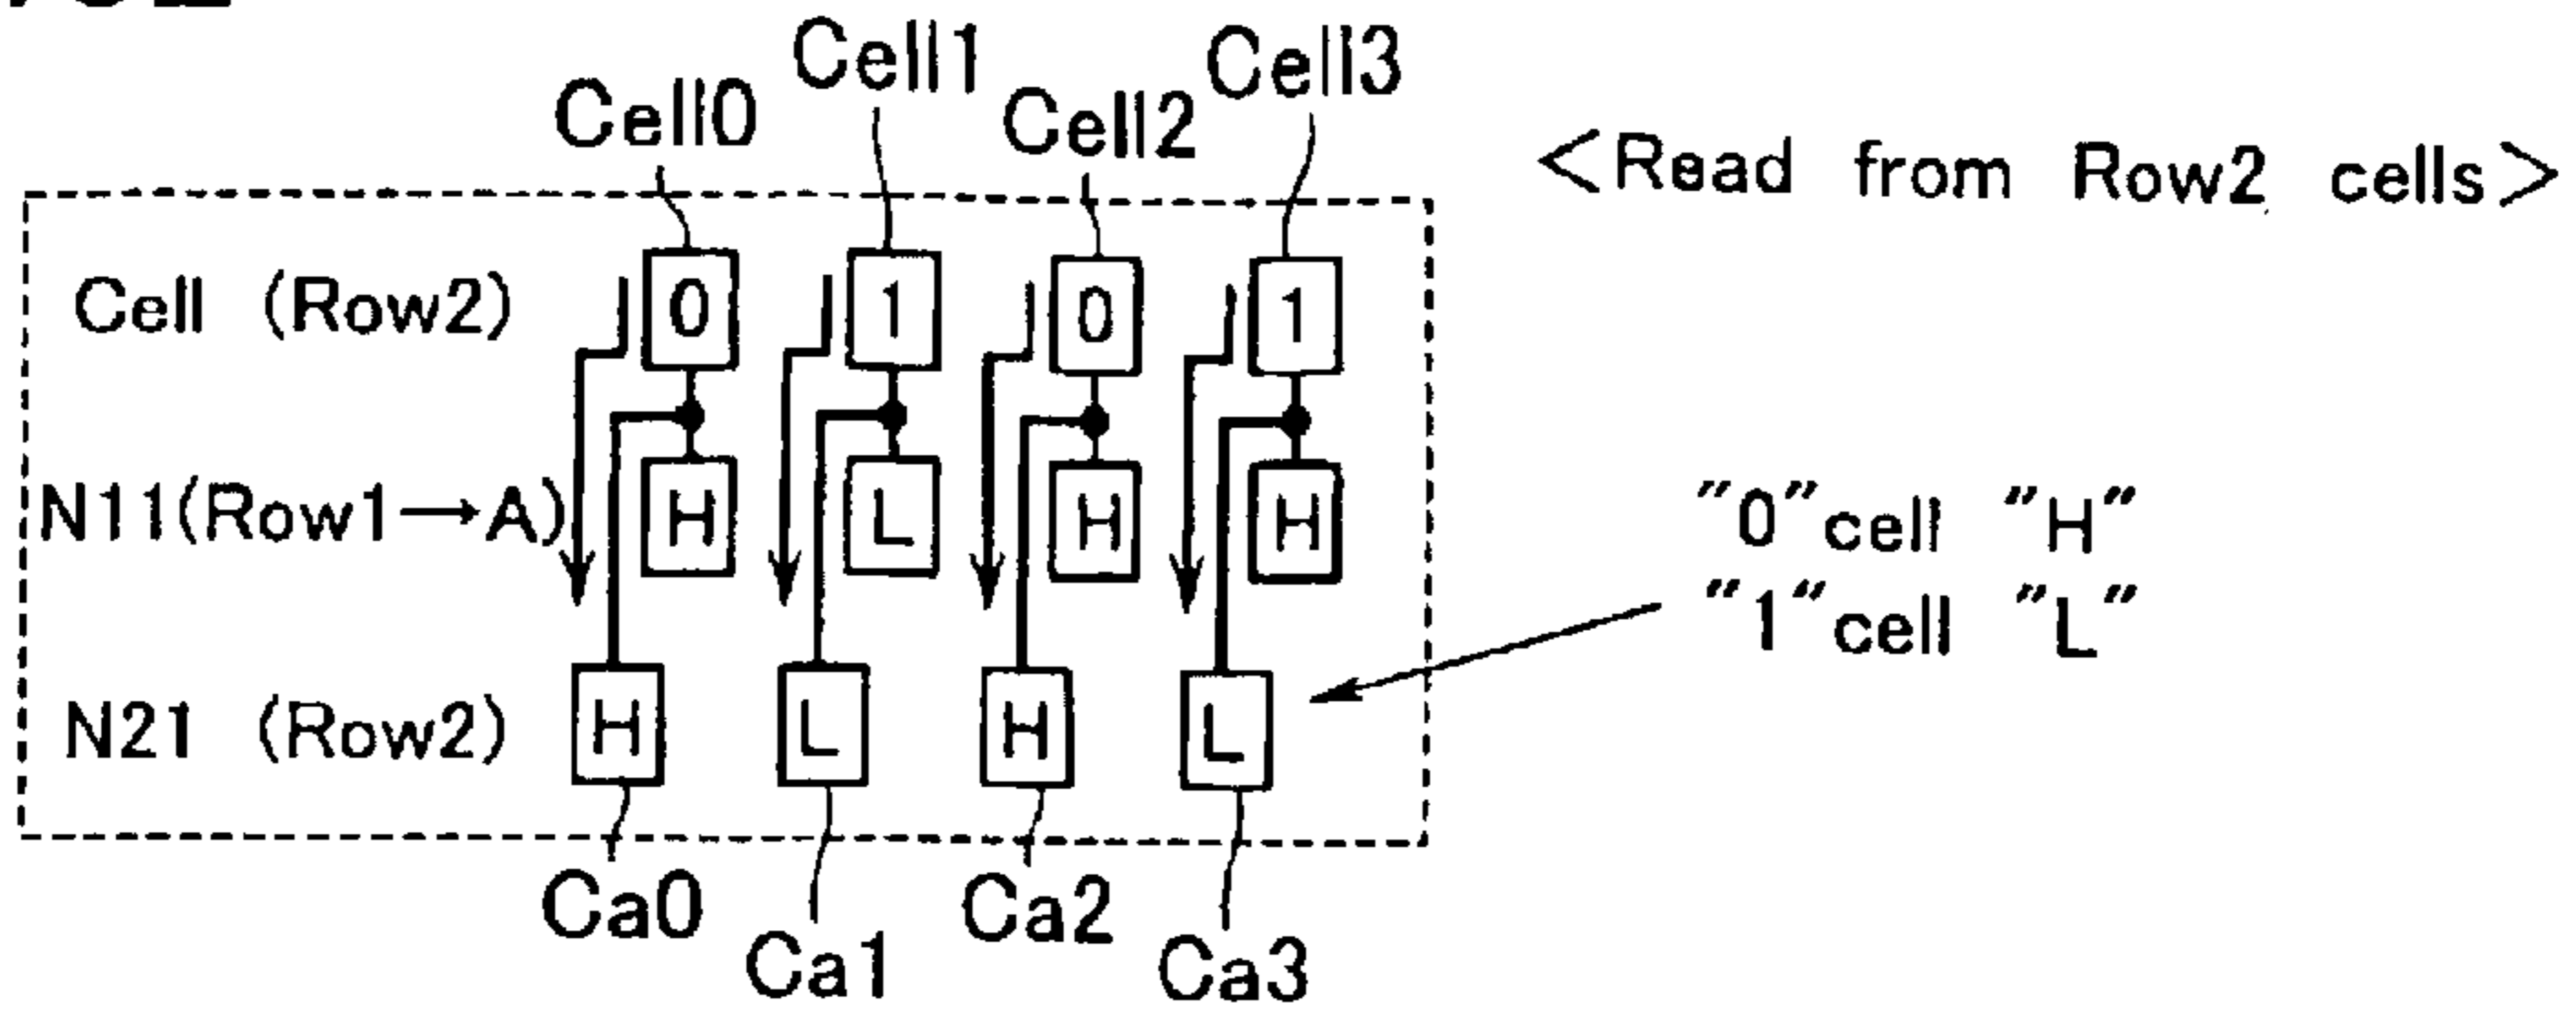 Cell0 Cell1 Cell2 Cell3
<Read from Row2 cells>
Cell (Row2) 0 1 0 1
N11(Row1→A) H L H H
"0"cell "H"
"1"cell "L"
N21 (Row2) H L H L
Ca0 Ca1 Ca2 Ca3